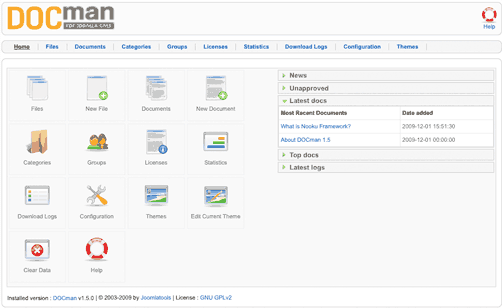 DOCman
FOR JOOMLA CMS
Help
Home Files Documents Categories Groups Licenses Statistics Download Logs Configuration Themes
Files New File Documents New Document
Categories Groups Licenses Statistics
Download Logs Configuration Themes Edit Current Theme
Clear Data Help
News
Unapproved
Latest docs
Most Recent Documents Date added
What is Nooku Framework? 2009-12-01 15:51:30
About DOCman 1.5 2009-12-01 00:00:00
Top docs
Latest logs
Installed version : DOCman v1.5.0 | © 2003-2009 by Joomlatools | License : GNU GPLv2